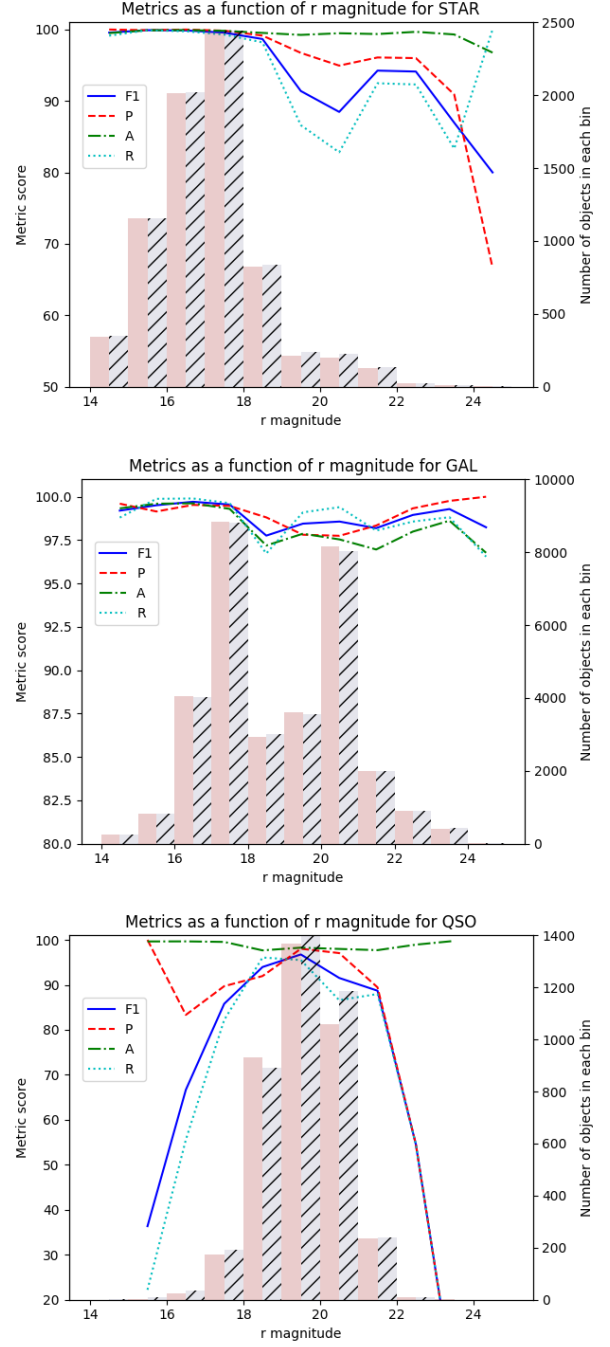 Metrics as a function of r magnitude for STAR
100
90
80
70
60
50
Metric score
F1
P
A
R
2500
2000
1500
1000
500
0
Number of objects in each bin
14 16 18 20 22 24
r magnitude
Metrics as a function of r magnitude for GAL
100.0
97.5
95.0
92.5
90.0
87.5
85.0
82.5
80.0
Metric score
F1
P
A
R
10000
8000
6000
4000
2000
0
Number of objects in each bin
14 16 18 20 22 24
r magnitude
Metrics as a function of r magnitude for QSO
100
90
80
70
60
50
40
30
20
Metric score
F1
P
A
R
1400
1200
1000
800
600
400
200
0
Number of objects in each bin
14 16 18 20 22 24
r magnitude